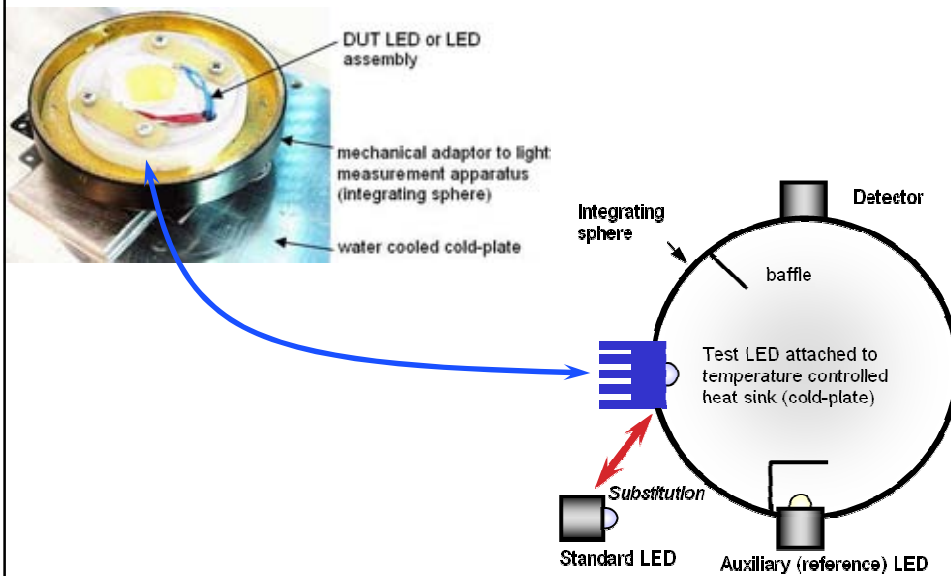 DUT LED or LED
assembly
mechanical adaptor to light
measurement apparatus
(integrating sphere)
water cooled cold-plate
Integrating
sphere
Detector
baffle
Test LED attached to
temperature controlled
heat sink (cold-plate)
Substitution
Standard LED
Auxiliary (reference) LED